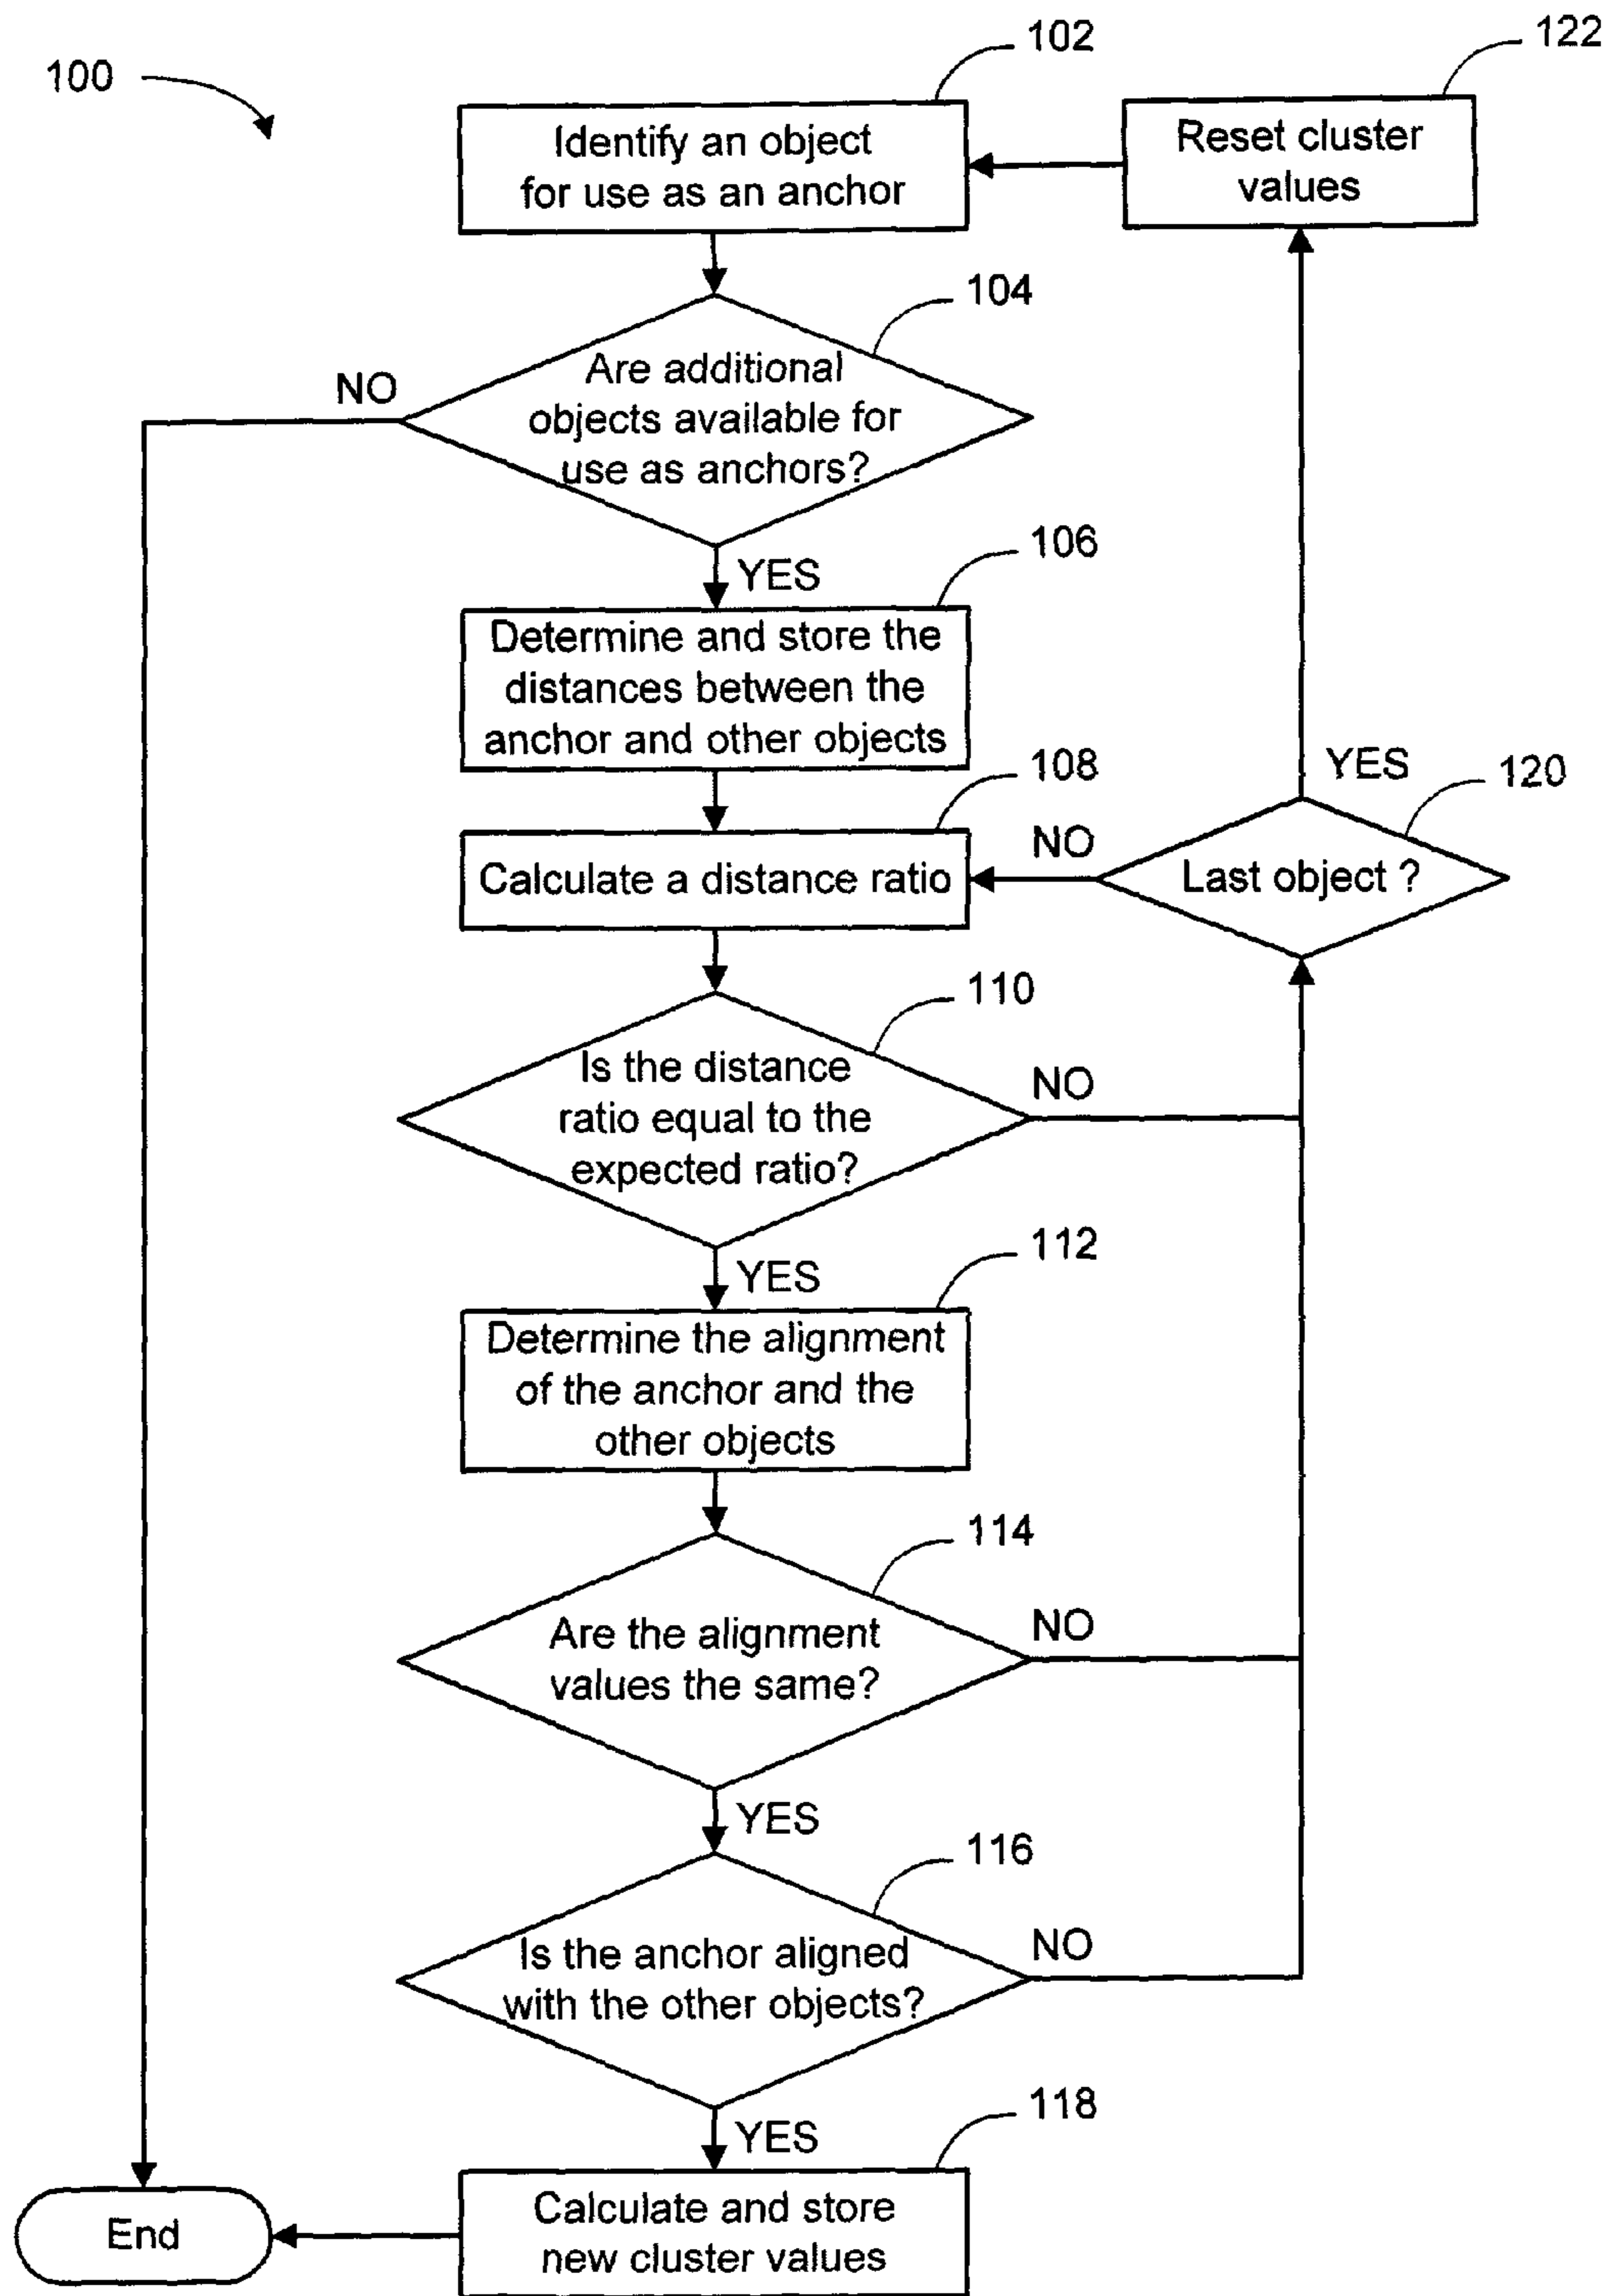 100
102
122
Identify an object
for use as an anchor
Reset cluster
values
104
Are additional
objects available for
use as anchors?
NO
YES
106
Determine and store the
distances between the
anchor and other objects
108
Calculate a distance ratio
NO
YES
120
Last object ?
110
Is the distance
ratio equal to the
expected ratio?
NO
YES
112
Determine the alignment
of the anchor and the
other objects
114
Are the alignment
values the same?
NO
YES
116
Is the anchor aligned
with the other objects?
NO
YES
118
Calculate and store
new cluster values
End